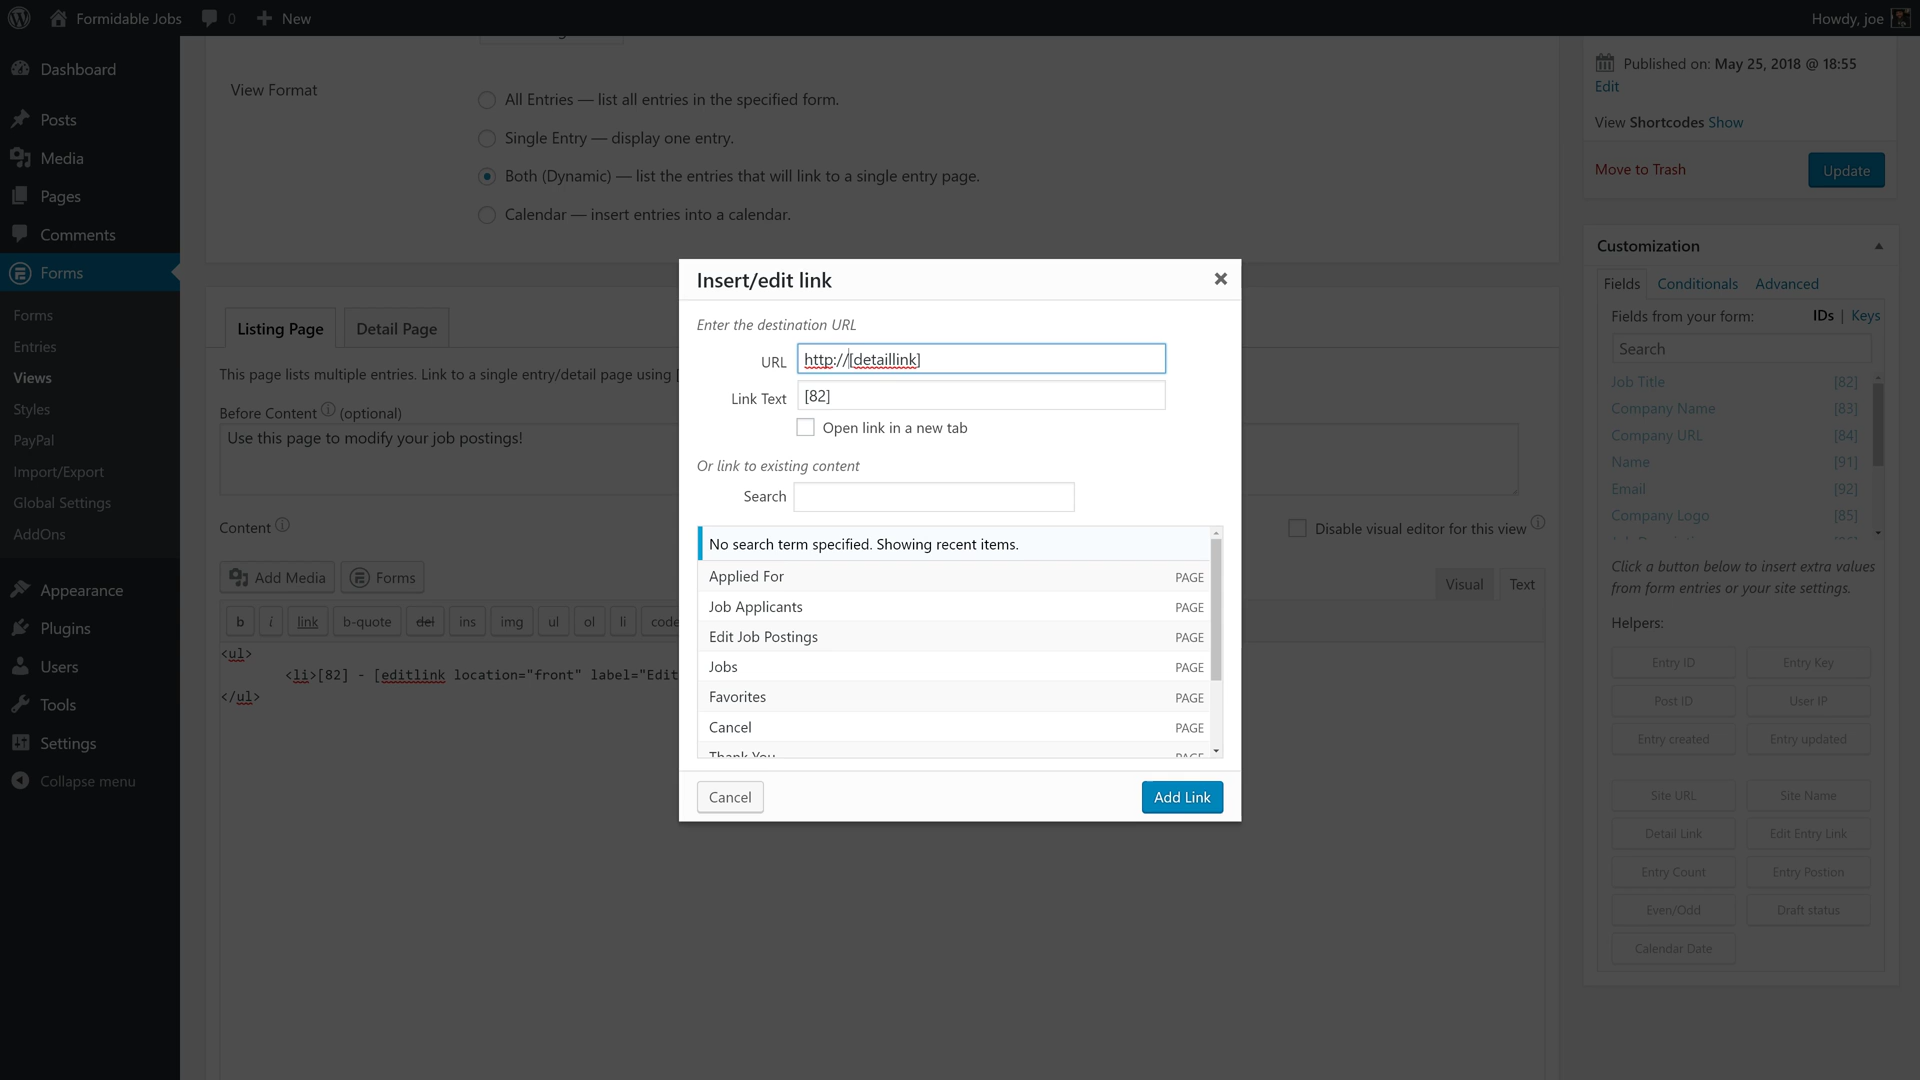 Formidable Jobs
0
New
Howdy, joe
Dashboard
Posts
Media
Pages
Comments
Forms
Forms
Entries
Views
Styles
PayPal
Import/Export
Global Settings
AddOns
Appearance
Plugins
Users
Tools
Settings
Collapse menu
View Format
All Entries — list all entries in the specified form.
Single Entry — display one entry.
Both (Dynamic) — list the entries that will link to a single entry page.
Calendar — insert entries into a calendar.
Listing Page
Detail Page
This page lists multiple entries. Link to a single entry/detail page using [
Before Content (optional)
Use this page to modify your job postings!
Content
Disable visual editor for this view
Add Media
Forms
Visual
Text
b
i
link
b-quote
del
ins
img
ul
ol
li
code
<ul>
<li>[82] - [editlink location="front" label="Edit
</ul>
Insert/edit link
Enter the destination URL
URL
http://[detaillink]
Link Text
[82]
Open link in a new tab
Or link to existing content
Search
No search term specified. Showing recent items.
Applied For PAGE
Job Applicants PAGE
Edit Job Postings PAGE
Jobs PAGE
Favorites PAGE
Cancel PAGE
Thank You PAGE
Cancel
Add Link
Published on: May 25, 2018 @ 18:55
Edit
View Shortcodes Show
Move to Trash
Update
Customization
Fields
Conditionals
Advanced
Fields from your form:
IDs | Keys
Search
Job Title [82]
Company Name [83]
Company URL [84]
Name [91]
Email [92]
Company Logo [85]
Click a button below to insert extra values
from form entries or your site settings.
Helpers:
Entry ID
Entry Key
Post ID
User IP
Entry created
Entry updated
Site URL
Site Name
Detail Link
Edit Entry Link
Entry Count
Entry Postion
Even/Odd
Draft status
Calendar Date